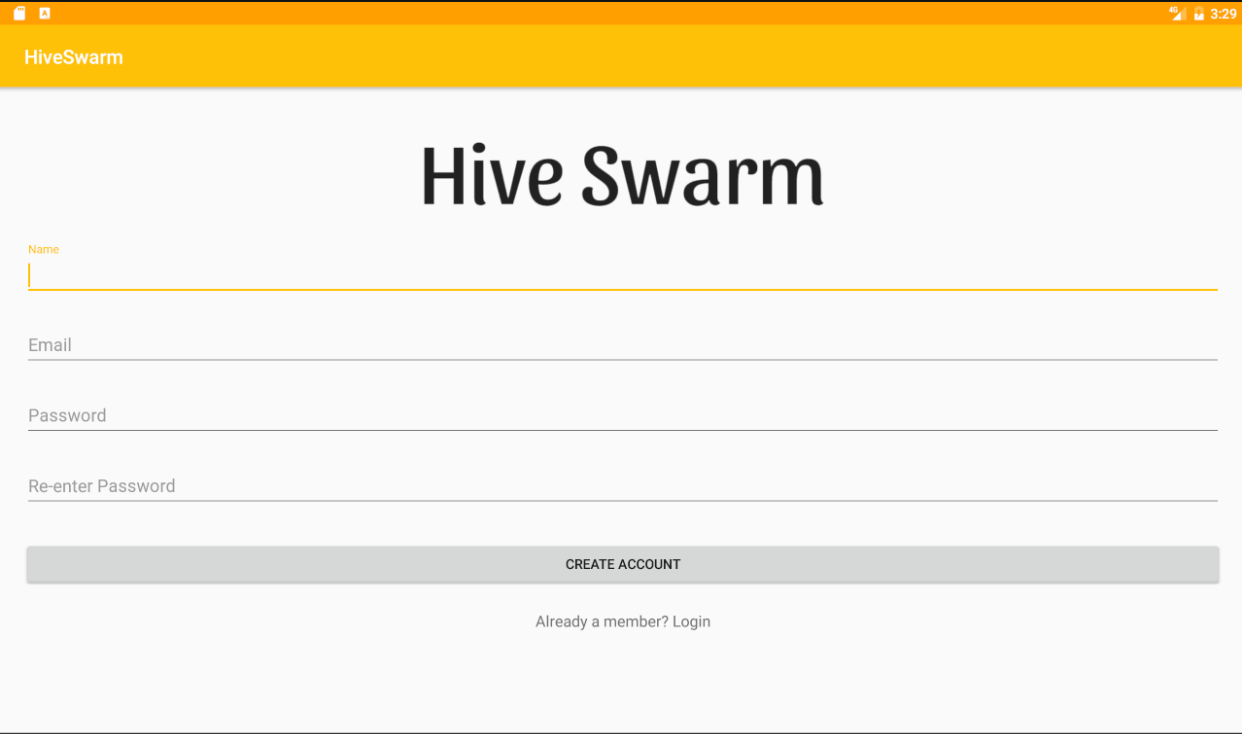 4G 3:29
HiveSwarm
Hive Swarm
Name
Email
Password
Re-enter Password
CREATE ACCOUNT
Already a member? Login